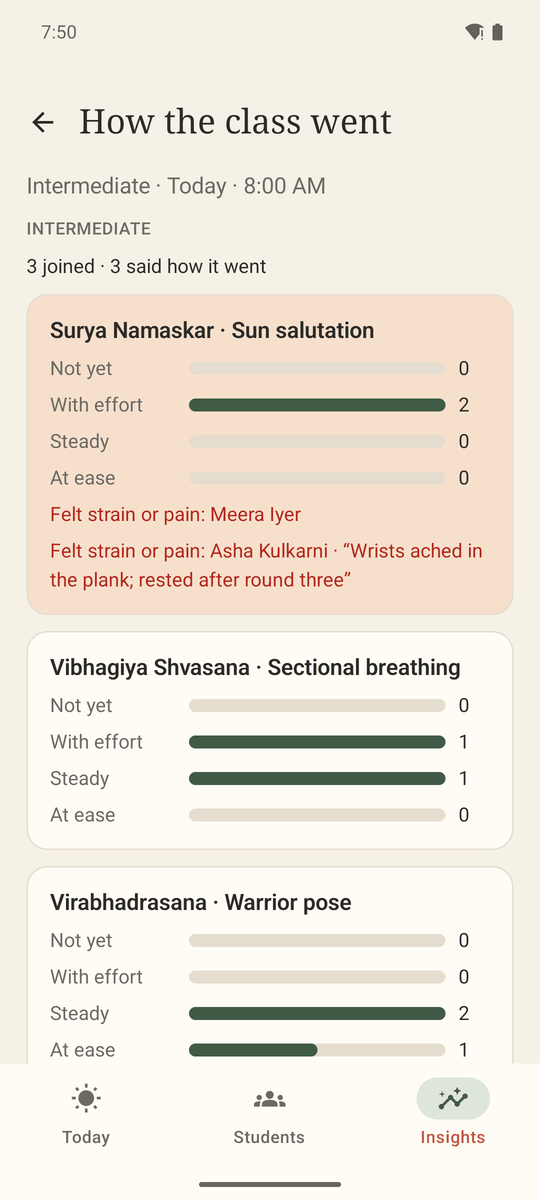 7:50
How the class went
Intermediate · Today · 8:00 AM
INTERMEDIATE
3 joined · 3 said how it went
Surya Namaskar · Sun salutation
Not yet 0
With effort 2
Steady 0
At ease 0
Felt strain or pain: Meera Iyer
Felt strain or pain: Asha Kulkarni · “Wrists ached in
the plank; rested after round three”
Vibhagiya Shvasana · Sectional breathing
Not yet 0
With effort 1
Steady 1
At ease 0
Virabhadrasana · Warrior pose
Not yet 0
With effort 0
Steady 2
At ease 1
Today Students Insights